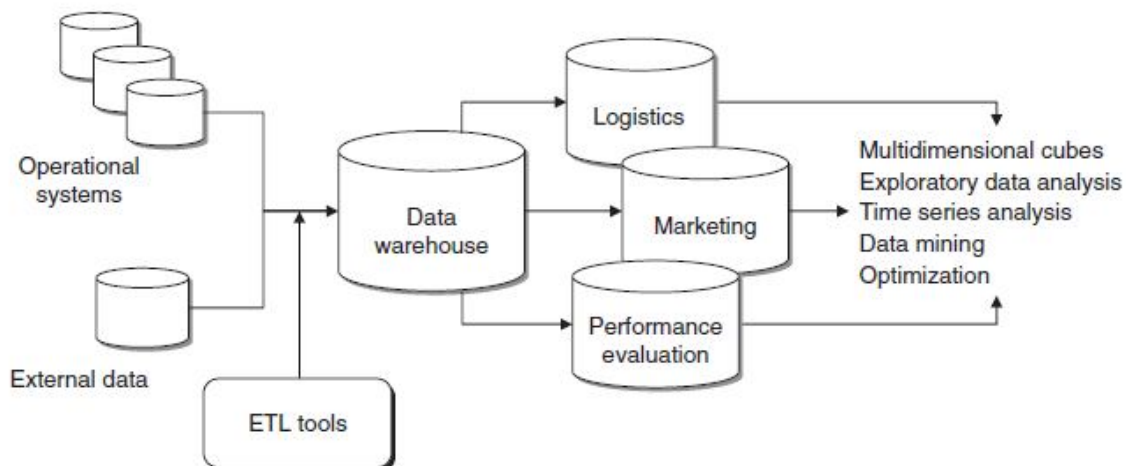 Operational
systems
External data
ETL tools
Data
warehouse
Logistics
Marketing
Performance
evaluation
Multidimensional cubes
Exploratory data analysis
Time series analysis
Data mining
Optimization